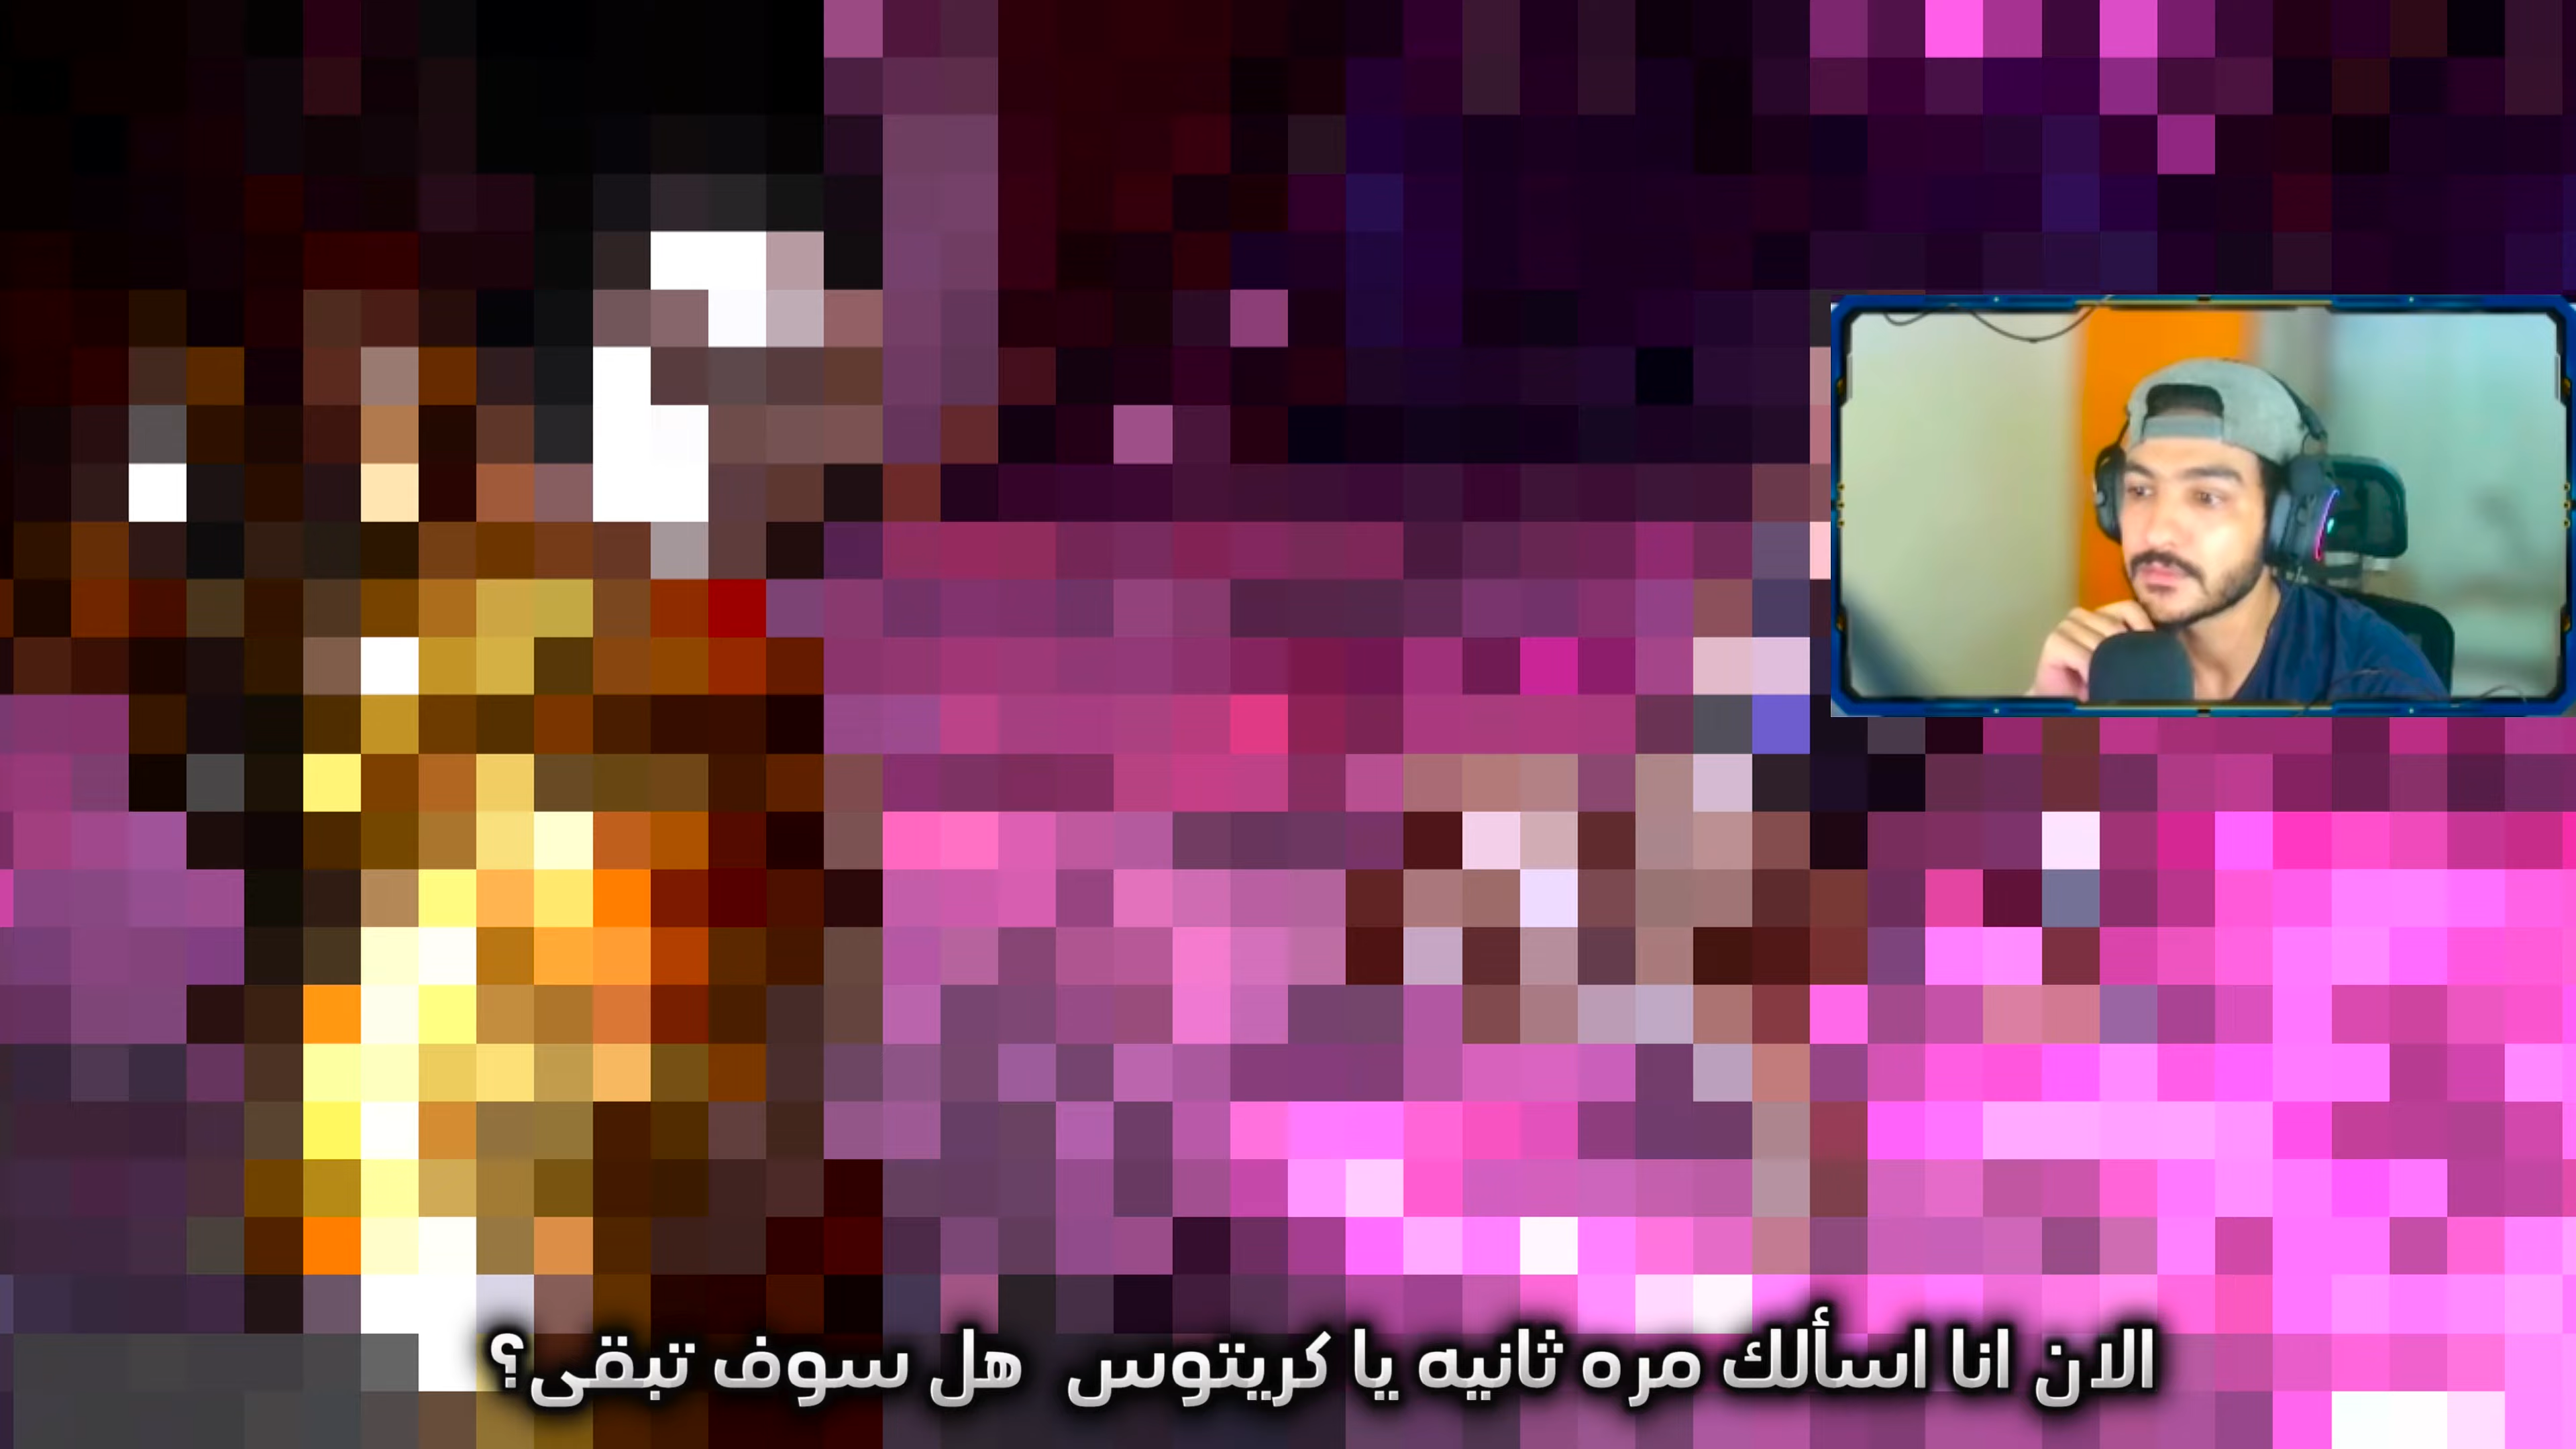 الان انا اسألك مره ثانيه يا كريتوس هل سوف تبقى؟